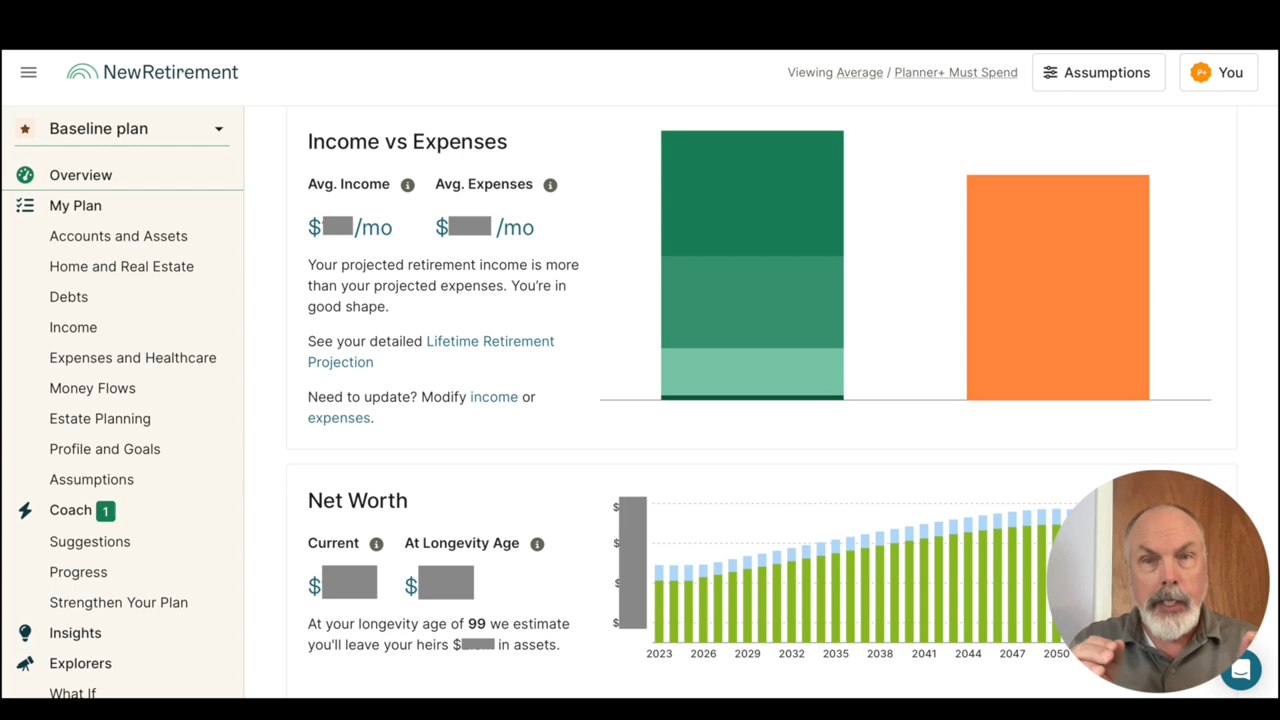 NewRetirement
Viewing Average / Planner+ Must Spend
Assumptions
P+ You
Baseline plan
Overview
My Plan
Accounts and Assets
Home and Real Estate
Debts
Income
Expenses and Healthcare
Money Flows
Estate Planning
Profile and Goals
Assumptions
Coach 1
Suggestions
Progress
Strengthen Your Plan
Insights
Explorers
What If
Income vs Expenses
Avg. Income
Avg. Expenses
$ /mo
$ /mo
Your projected retirement income is more
than your projected expenses. You're in
good shape.
See your detailed Lifetime Retirement
Projection
Need to update? Modify income or
expenses.
Net Worth
Current
At Longevity Age
$
$
At your longevity age of 99 we estimate
you'll leave your heirs $ in assets.
$
$
$
$
2023 2026 2029 2032 2035 2038 2041 2044 2047 2050